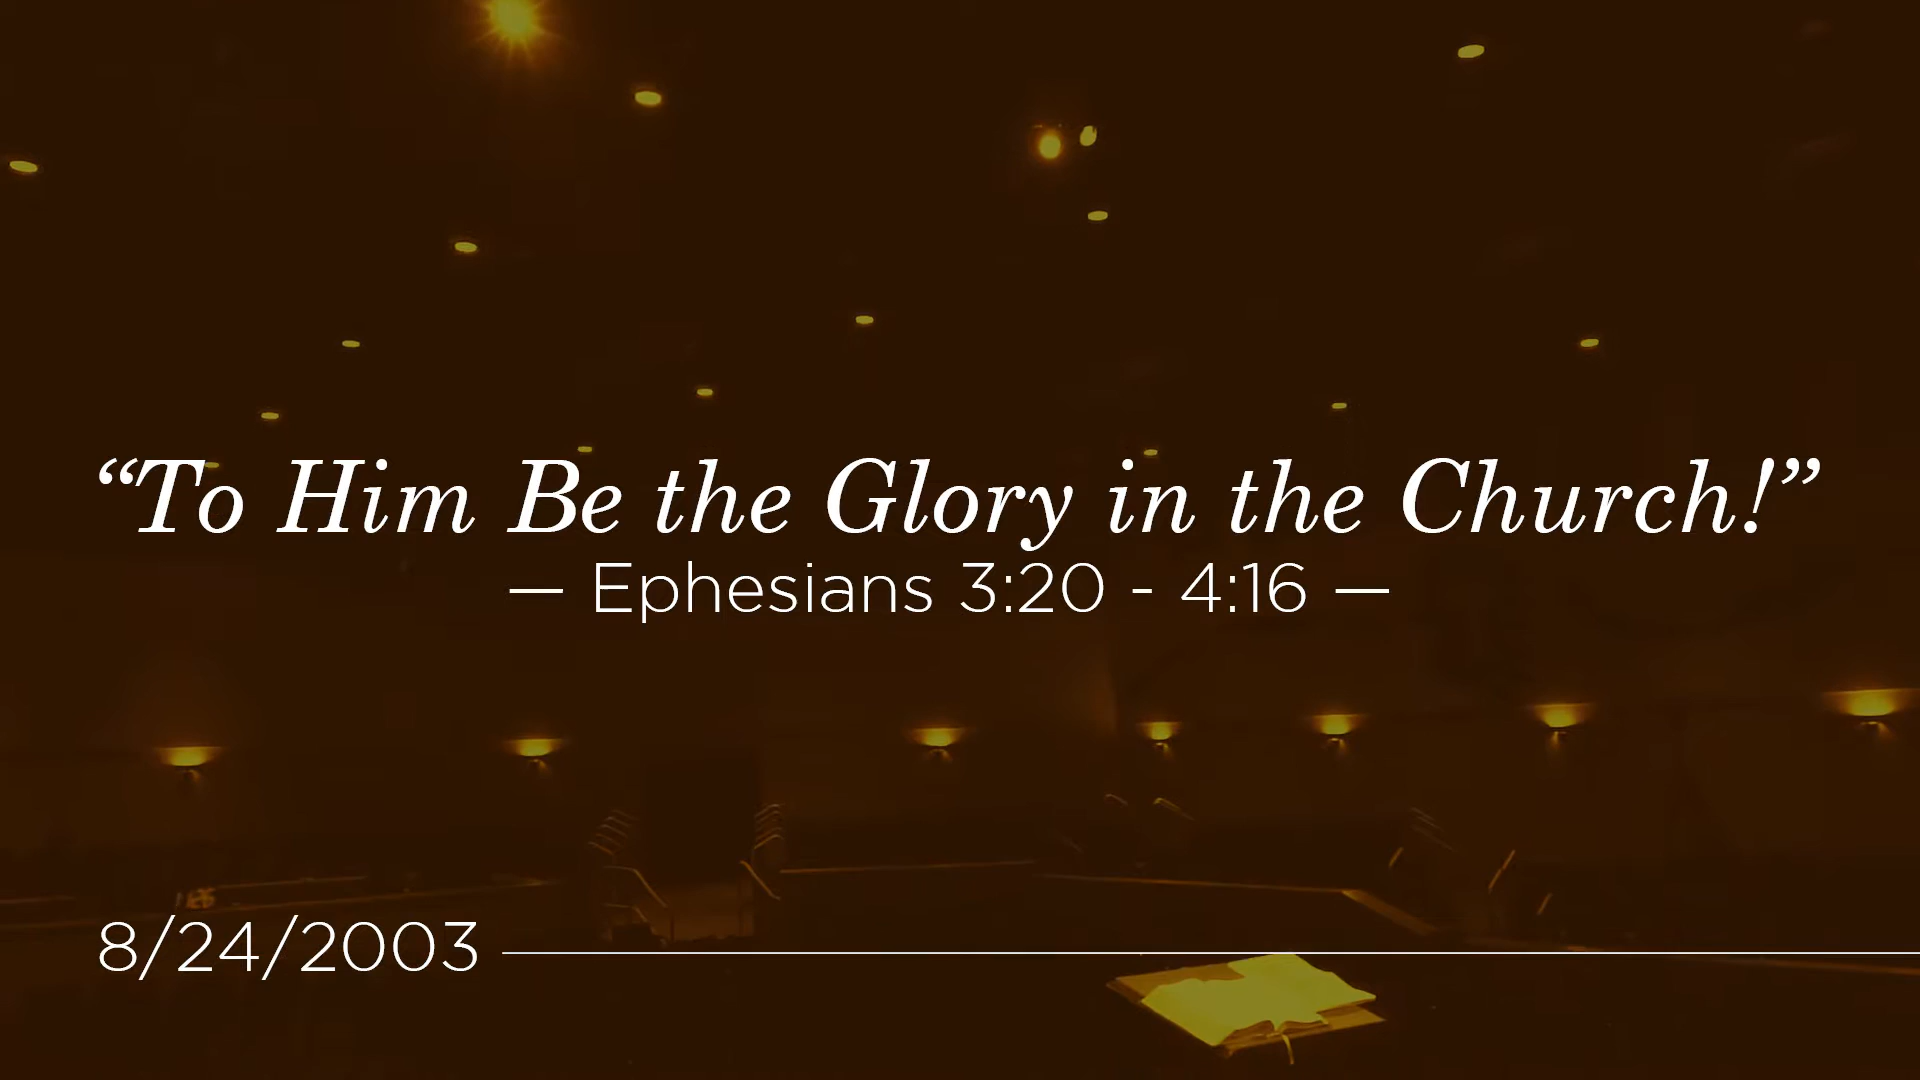 “To Him Be the Glory in the Church!”
— Ephesians 3:20 - 4:16 —
8/24/2003